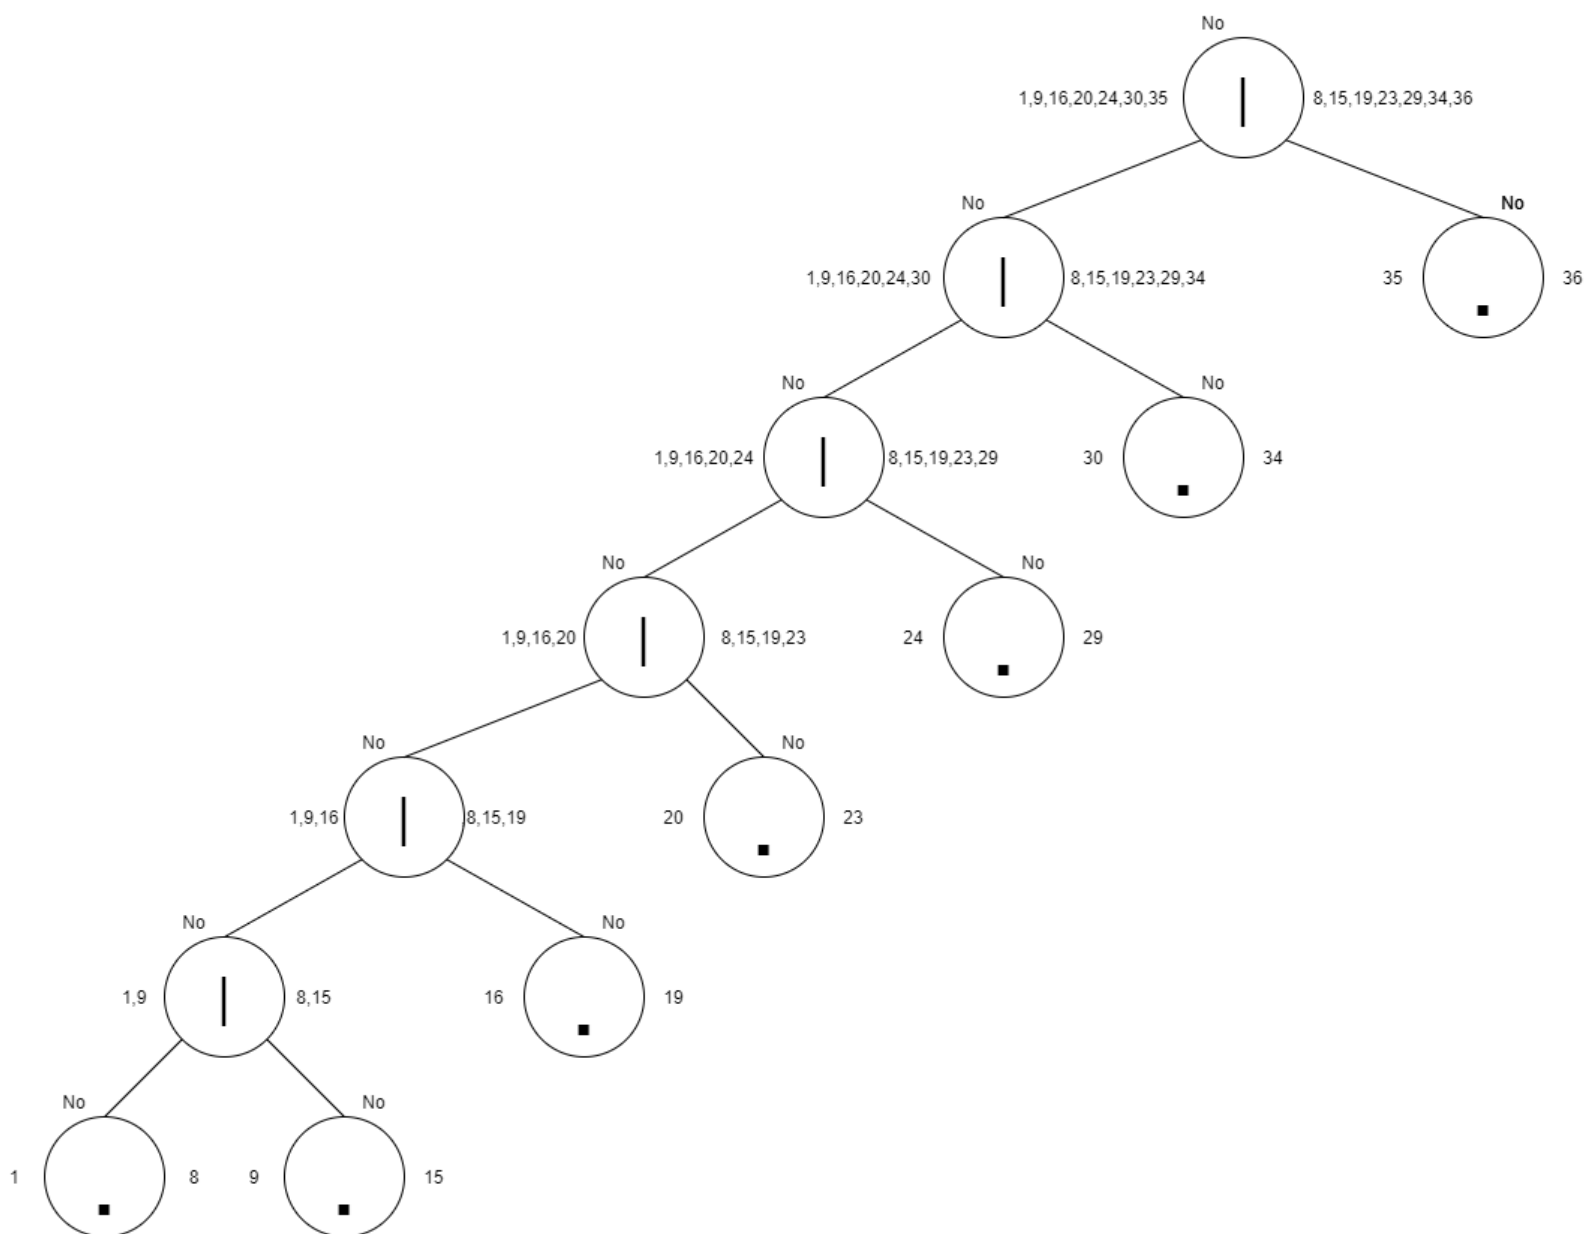 No
1,9,16,20,24,30,35 | 8,15,19,23,29,34,36
No No
1,9,16,20,24,30 | 8,15,19,23,29,34 35 . 36
No No
1,9,16,20,24 | 8,15,19,23,29 30 . 34
No No
1,9,16,20 | 8,15,19,23 24 . 29
No No
1,9,16 | 8,15,19 20 . 23
No No
1,9 | 8,15 16 . 19
No No
1 . 8 9 . 15